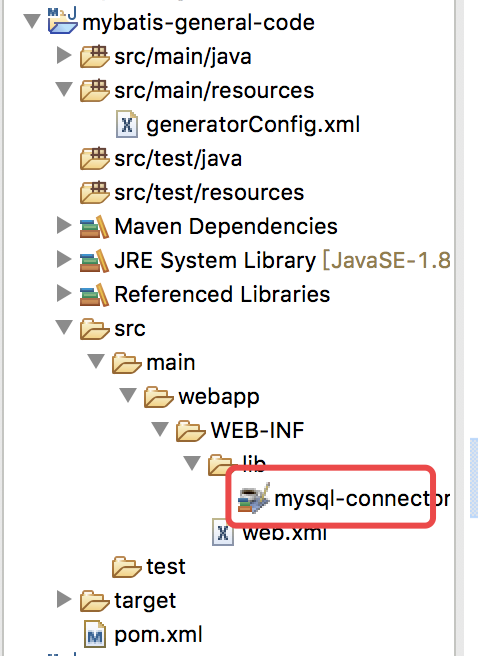 mybatis-general-code
src/main/java
src/main/resources
generatorConfig.xml
src/test/java
src/test/resources
Maven Dependencies
JRE System Library [JavaSE-1.8
Referenced Libraries
src
main
webapp
WEB-INF
lib
mysql-connector
web.xml
test
target
pom.xml